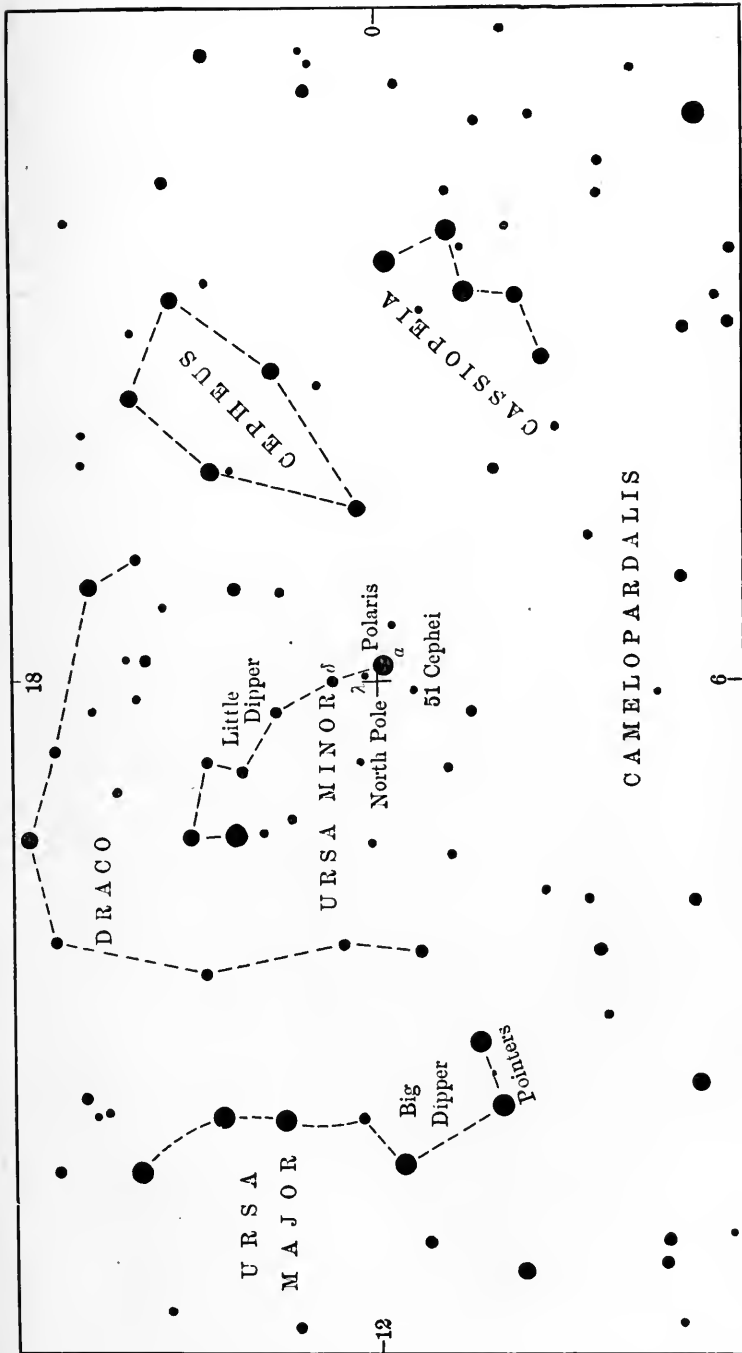 0
18
6
12
CEPHEUS
CASSIOPEIA
CAMELOPARDALIS
Little
Dipper
DRACO
URSA MINOR
δ
λ
Polaris
a
North Pole
51 Cephei
Big
Dipper
Pointers
URSA
MAJOR